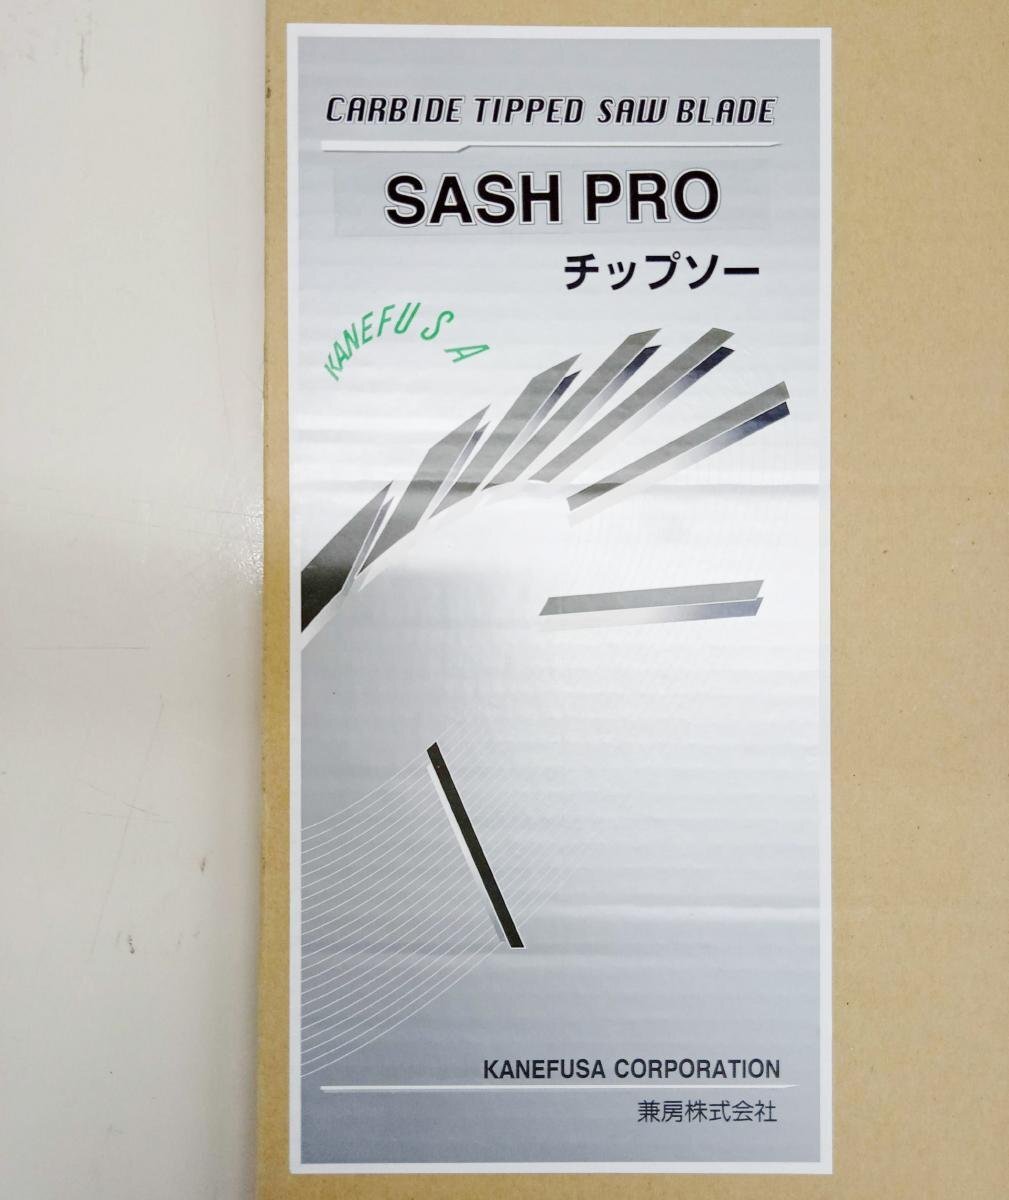 CARBIDE TIPPED SAW BLADE
SASH PRO
チップソー
KANEFUSA
KANEFUSA CORPORATION
兼房株式会社